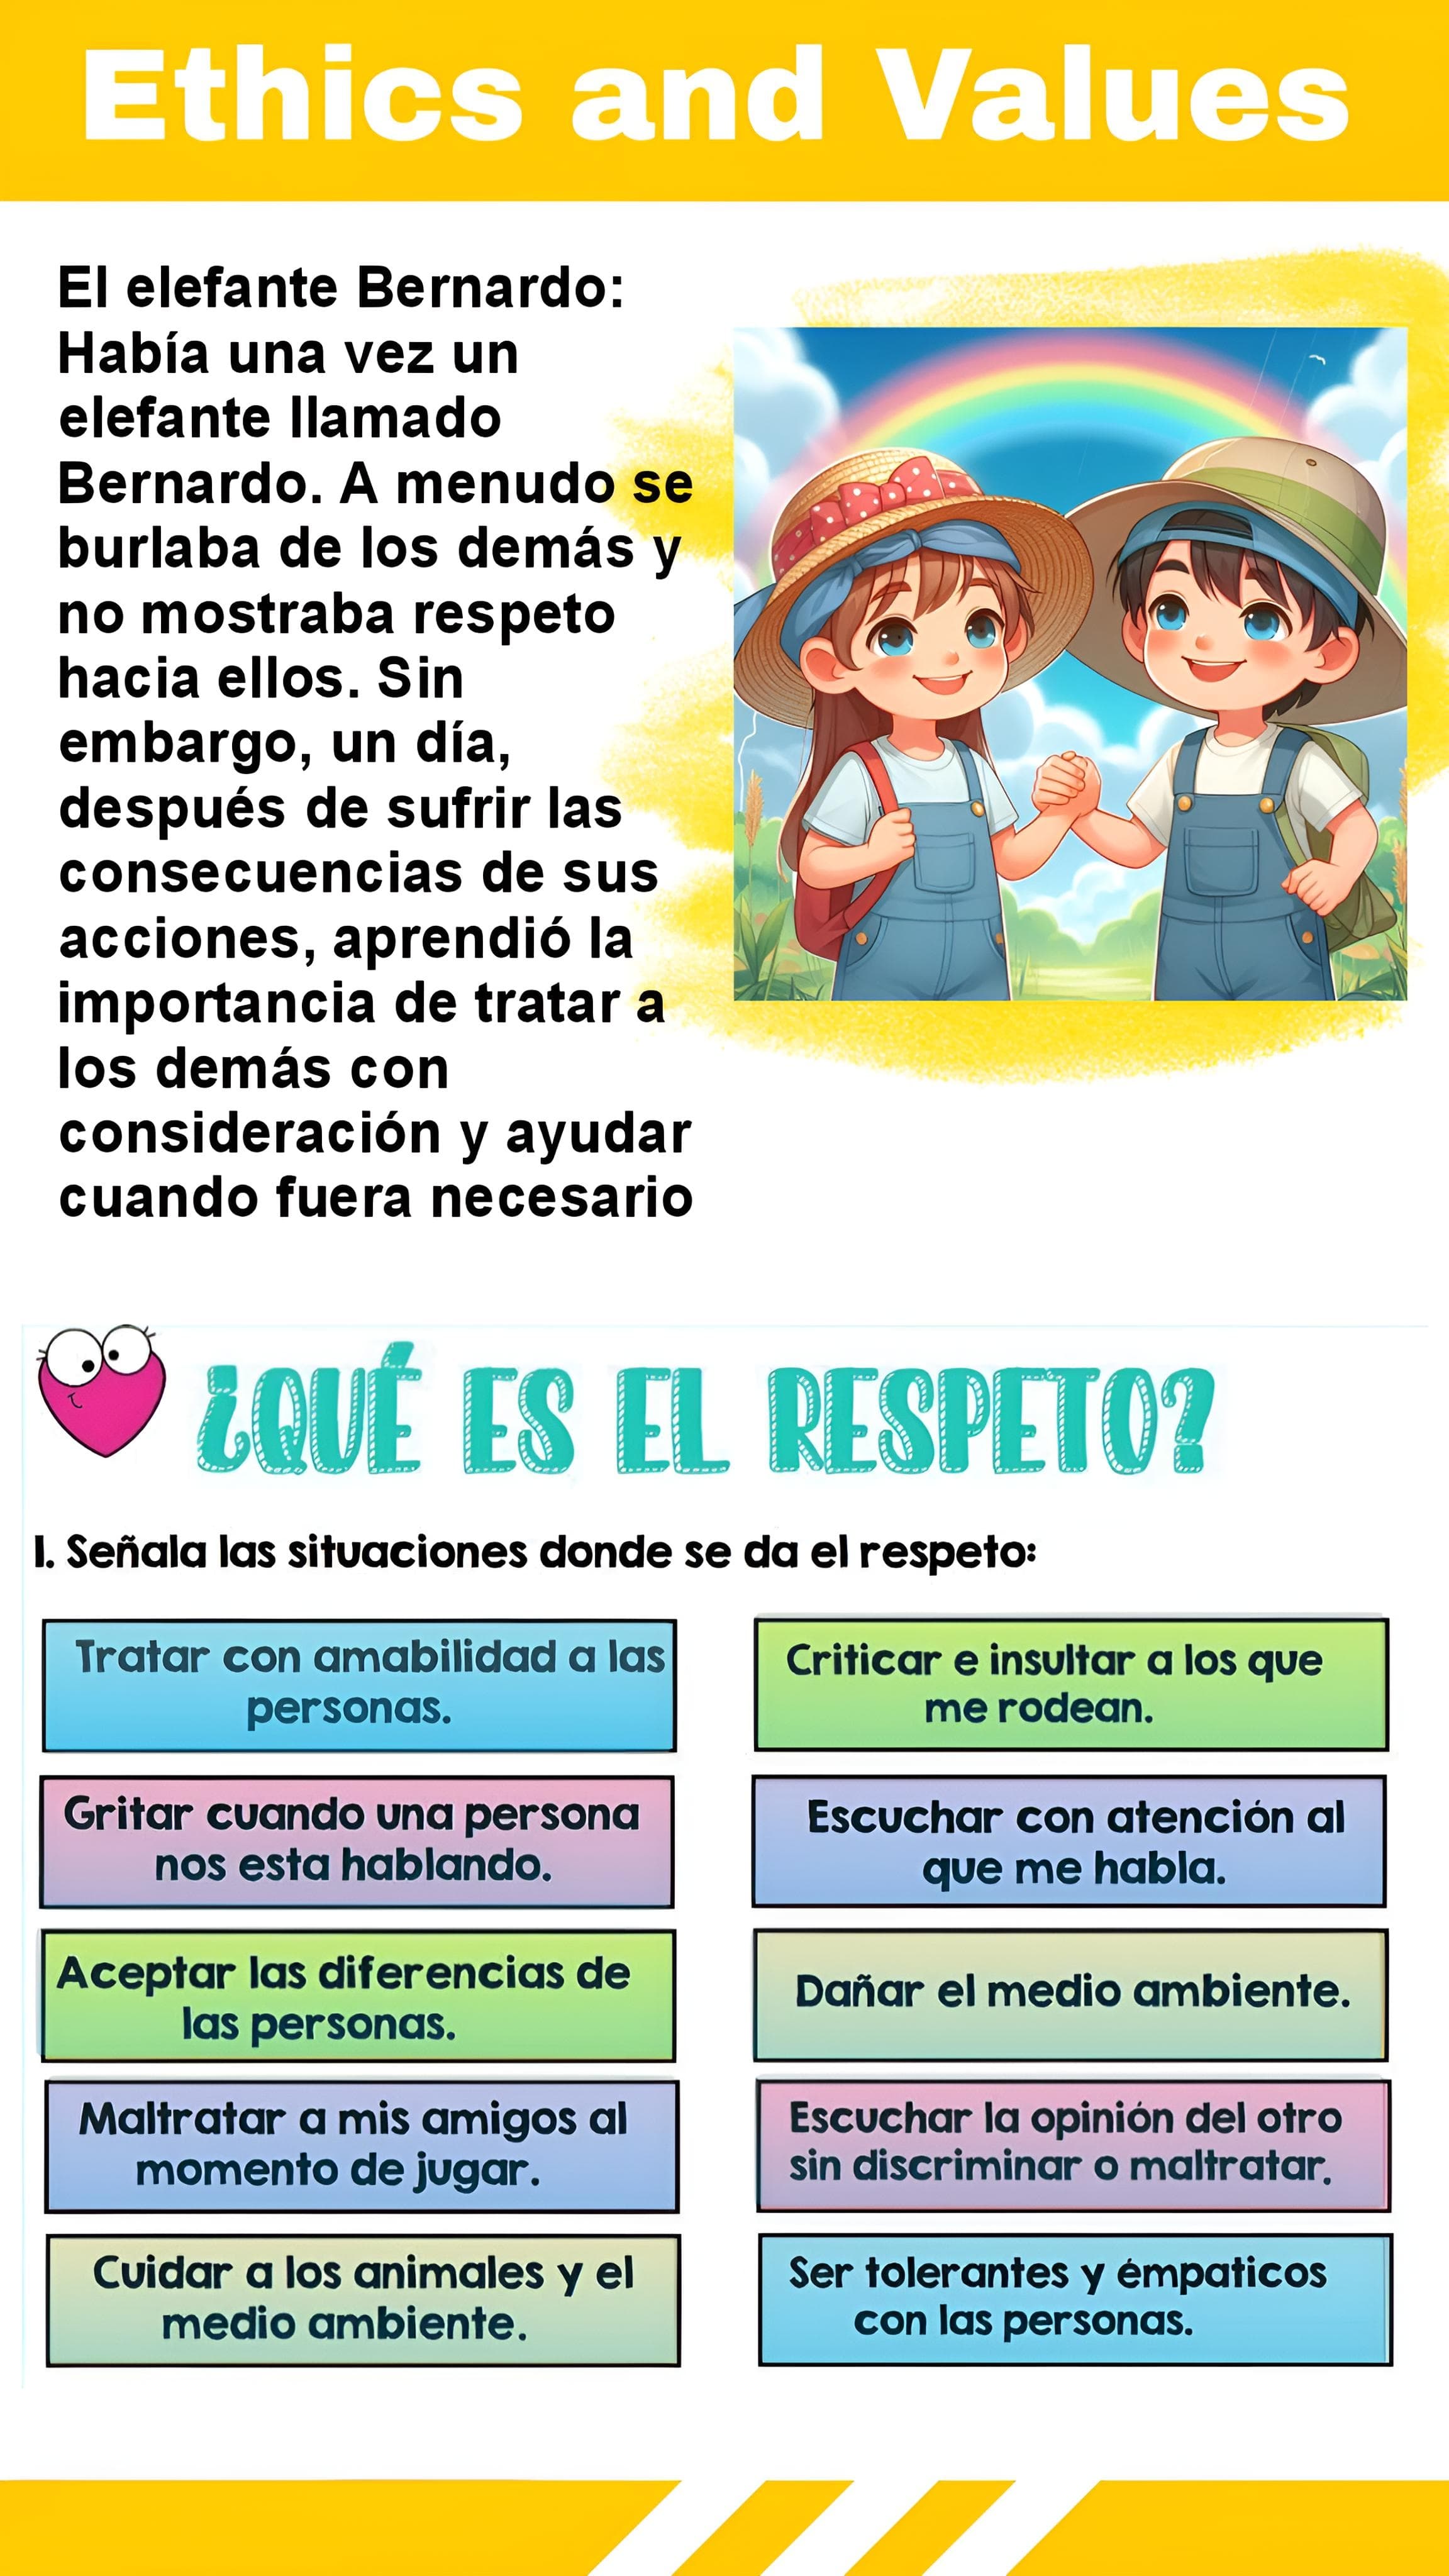 Ethics and Values
El elefante Bernardo:
Había una vez un
elefante llamado
Bernardo. A menudo se
burlaba de los demás y
no mostraba respeto
hacia ellos. Sin
embargo, un día,
después de sufrir las
consecuencias de sus
acciones, aprendió la
importancia de tratar a
los demás con
consideración y ayudar
cuando fuera necesario
¿QUÉ ES EL RESPETO?
1. Señala las situaciones donde se da el respeto:
Tratar con amabilidad a las
personas.
Criticar e insultar a los que
me rodean.
Gritar cuando una persona
nos esta hablando.
Escuchar con atención al
que me habla.
Aceptar las diferencias de
las personas.
Dañar el medio ambiente.
Maltratar a mis amigos al
momento de jugar.
Escuchar la opinión del otro
sin discriminar o maltratar.
Cuidar a los animales y el
medio ambiente.
Ser tolerantes y émpaticos
con las personas.